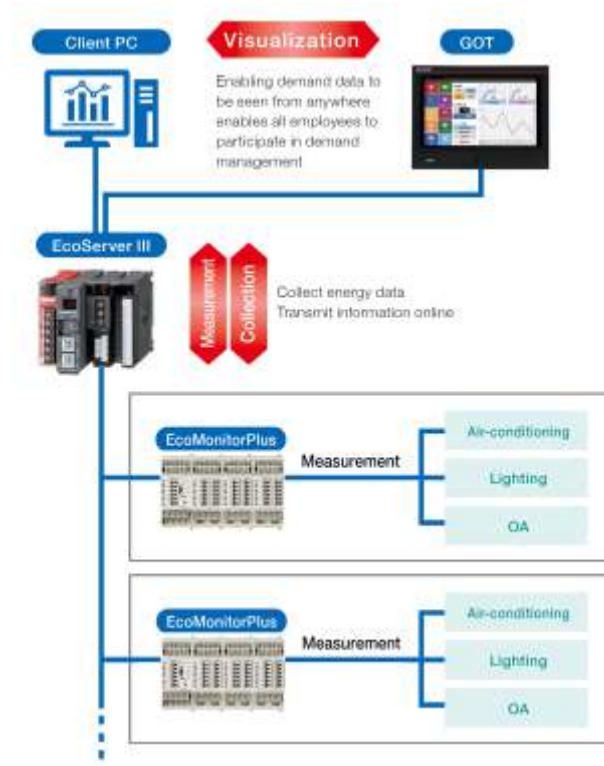 Client PC
Visualization
GOT
Enabling demand data to
be seen from anywhere
enables all employees to
participate in demand
management
EcoServer III
Measurement
Collection
Collect energy data
Transmit information online
EcoMonitorPlus
Measurement
Air-conditioning
Lighting
OA
EcoMonitorPlus
Measurement
Air-conditioning
Lighting
OA